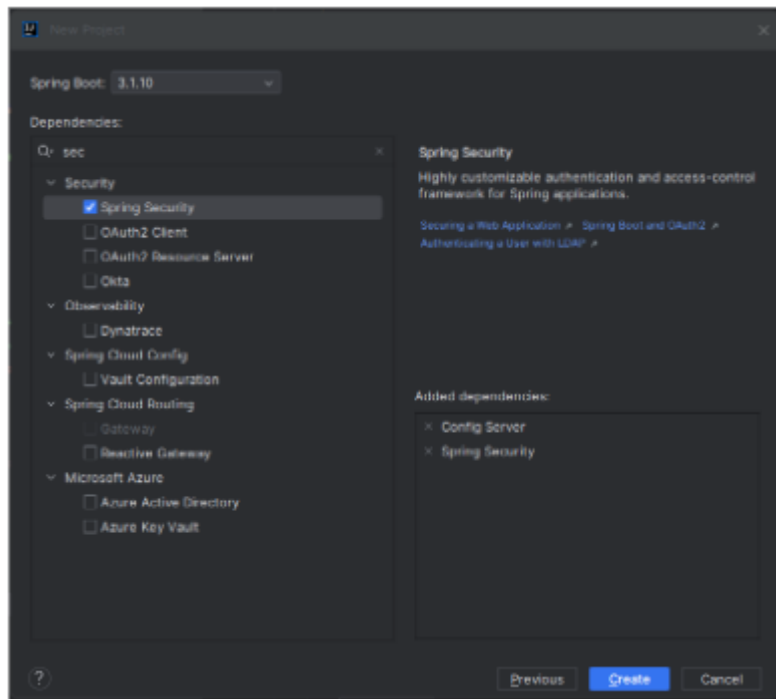 New Project
Spring Boot: 3.1.10
Dependencies:
sec
Security
Spring Security
OAuth2 Client
OAuth2 Resource Server
Okta
Observability
Dynatrace
Spring Cloud Config
Vault Configuration
Spring Cloud Routing
Gateway
Reactive Gateway
Microsoft Azure
Azure Active Directory
Azure Key Vault
Spring Security
Highly customizable authentication and access-control
framework for Spring applications.
Securing a Web Application ↗ Spring Boot and OAuth2 ↗
Authenticating a User with LDAP ↗
Added dependencies:
× Config Server
× Spring Security
? Previous Create Cancel